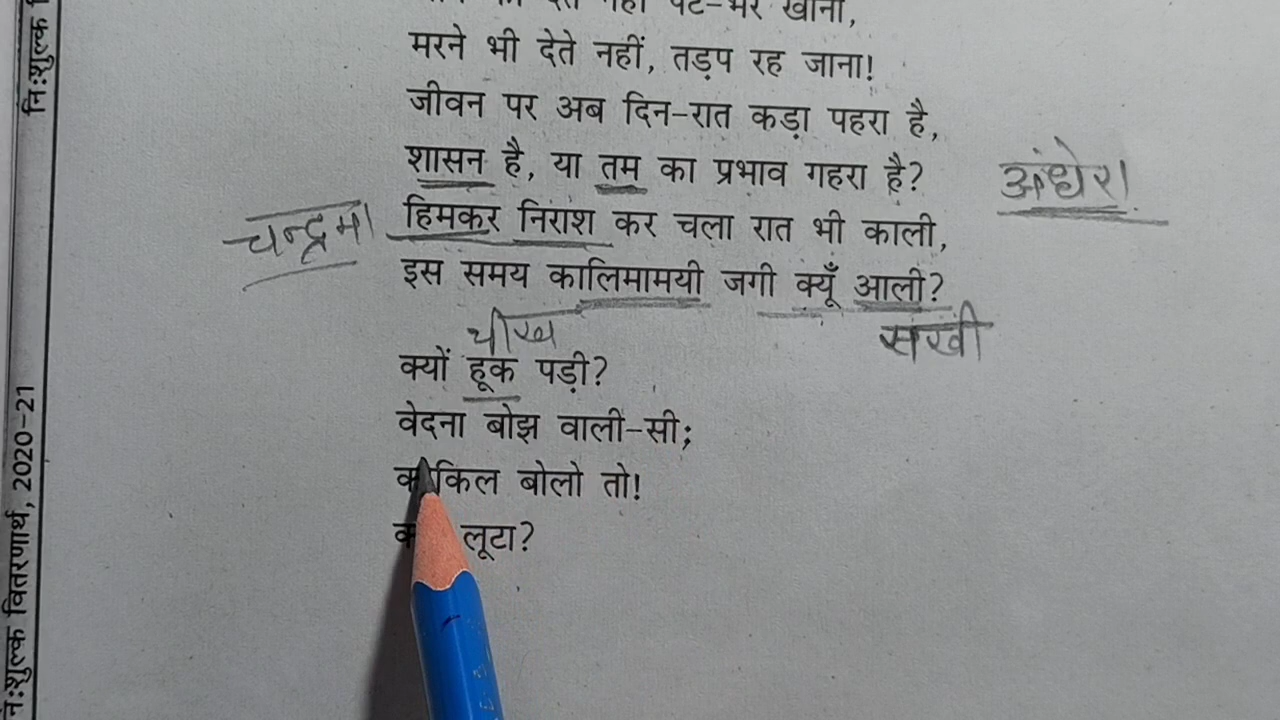 मरने भी देते नहीं, तड़प रह जाना!
जीवन पर अब दिन-रात कड़ा पहरा है,
शासन है, या तम का प्रभाव गहरा है?
अंधेरा
हिमकर निराश कर चला रात भी काली,
चन्द्रमा
इस समय कालिमामयी जगी क्यूँ आली?
चीख
सखी
क्यों हूक पड़ी?
वेदना बोझ वाली-सी;
कोकिल बोलो तो!
लूटा?
नि:शुल्क वितरणार्थ, 2020-21
नि:शुल्क